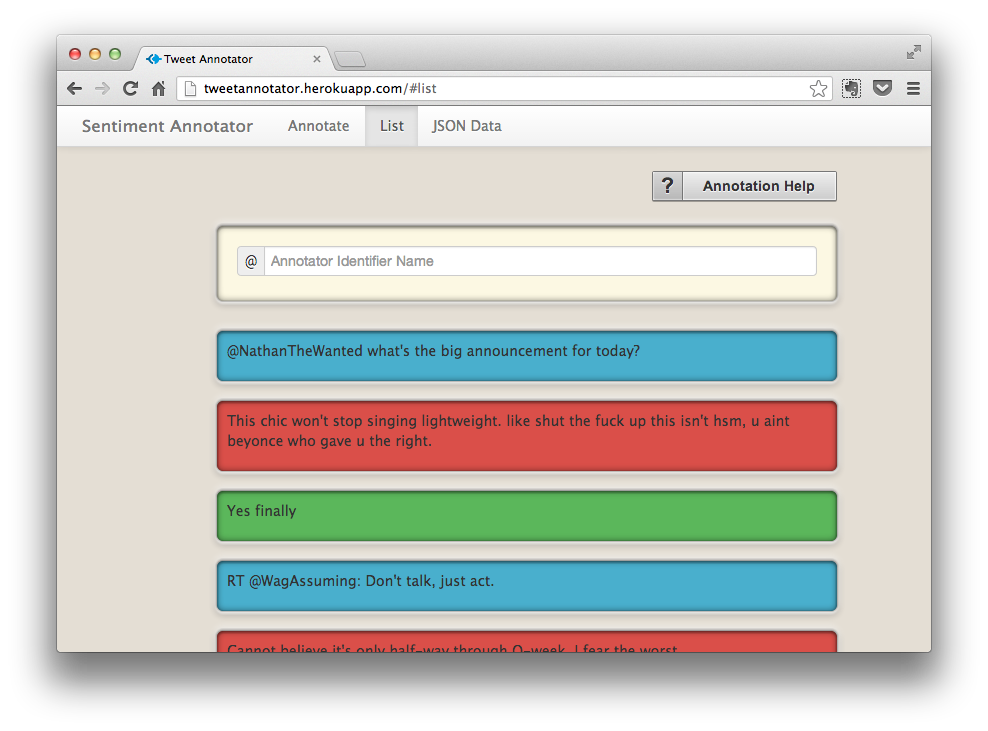 Tweet Annotator
tweetannotator.herokuapp.com/#list
Sentiment Annotator Annotate List JSON Data
? Annotation Help
@ Annotator Identifier Name
@NathanTheWanted what's the big announcement for today?
This chic won't stop singing lightweight. like shut the fuck up this isn't hsm, u aint
beyonce who gave u the right.
Yes finally
RT @WagAssuming: Don't talk, just act.
Cannot believe it's only half-way through O-week. I fear the worst